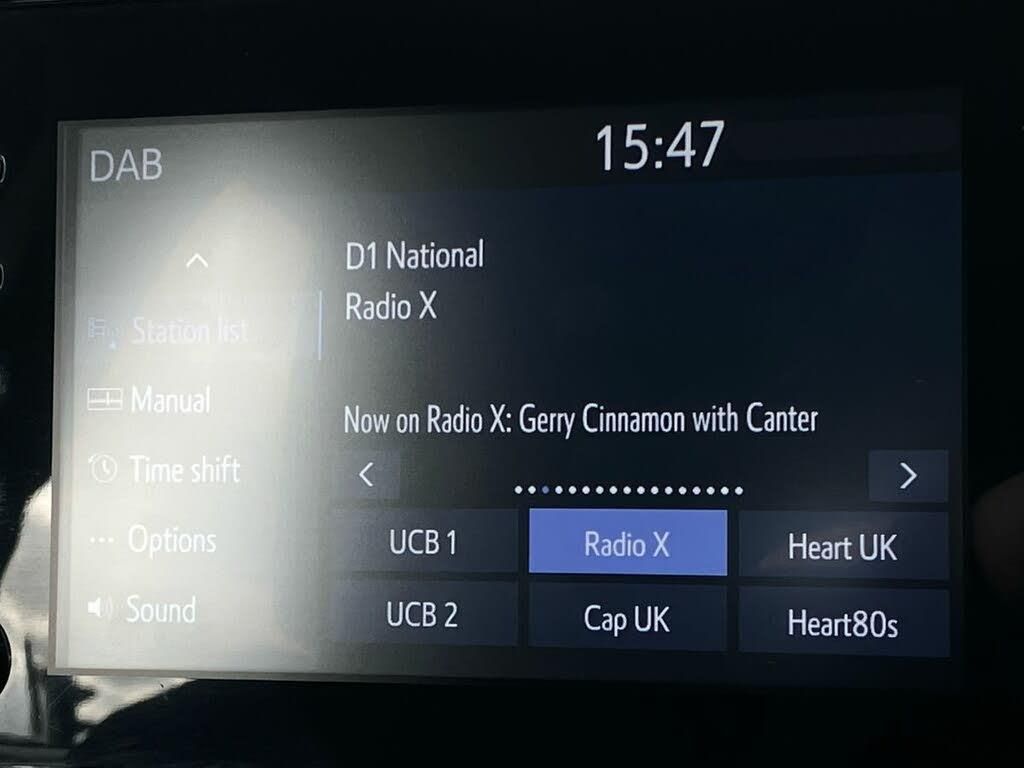 DAB
15:47
D1 National
Radio X
Station list
Manual
Time shift
Options
Sound
Now on Radio X: Gerry Cinnamon with Canter
UCB 1
Radio X
Heart UK
UCB 2
Cap UK
Heart80s